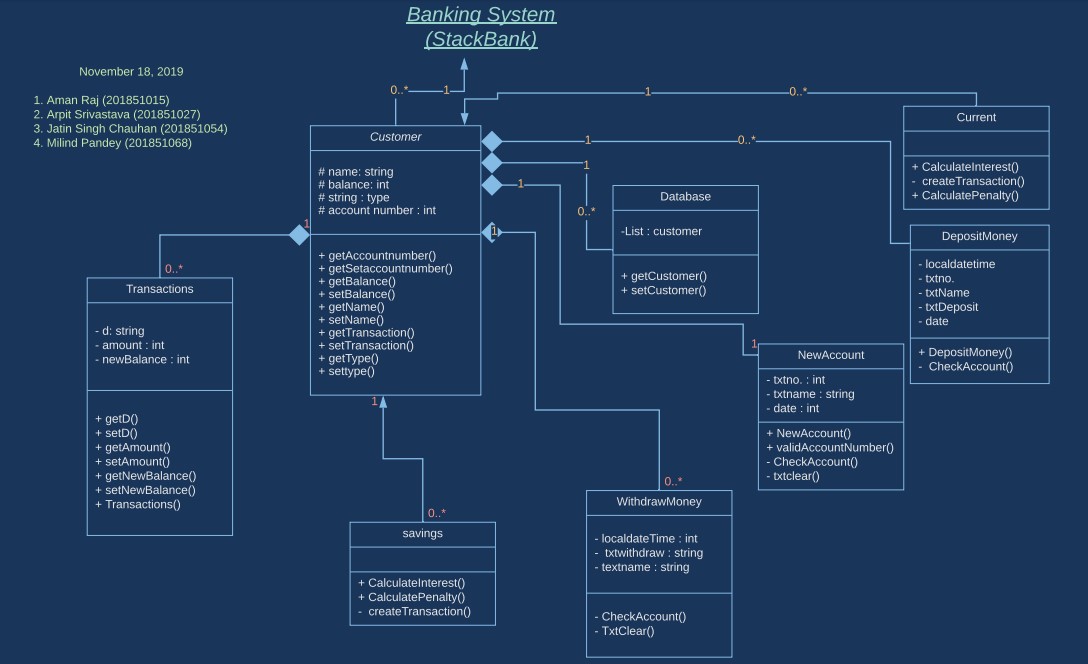 Banking System
(StackBank)
November 18, 2019
1. Aman Raj (201851015)
2. Arpit Srivastava (201851027)
3. Jatin Singh Chauhan (201851054)
4. Milind Pandey (201851068)
0..* 1
1 0..*
Customer
# name: string
# balance: int
# string : type
# account number : int
+ getAccountnumber()
+ getSetaccountnumber()
+ getBalance()
+ setBalance()
+ getName()
+ setName()
+ getTransaction()
+ setTransaction()
+ getType()
+ settype()
Current
+ CalculateInterest()
- createTransaction()
+ CalculatePenalty()
1 0..*
1
0..*
1
1
1
0..*
Database
-List : customer
+ getCustomer()
+ setCustomer()
DepositMoney
- localdatetime
- txtno.
- txtName
- txtDeposit
- date
+ DepositMoney()
- CheckAccount()
Transactions
- d: string
- amount : int
- newBalance : int
+ getD()
+ setD()
+ getAmount()
+ setAmount()
+ getNewBalance()
+ setNewBalance()
+ Transactions()
1
NewAccount
- txtno. : int
- txtname : string
- date : int
+ NewAccount()
+ validAccountNumber()
- CheckAccount()
- txtclear()
1
0..*
savings
+ CalculateInterest()
+ CalculatePenalty()
- createTransaction()
0..*
WithdrawMoney
- localdateTime : int
- txtwithdraw : string
- textname : string
- CheckAccount()
- TxtClear()